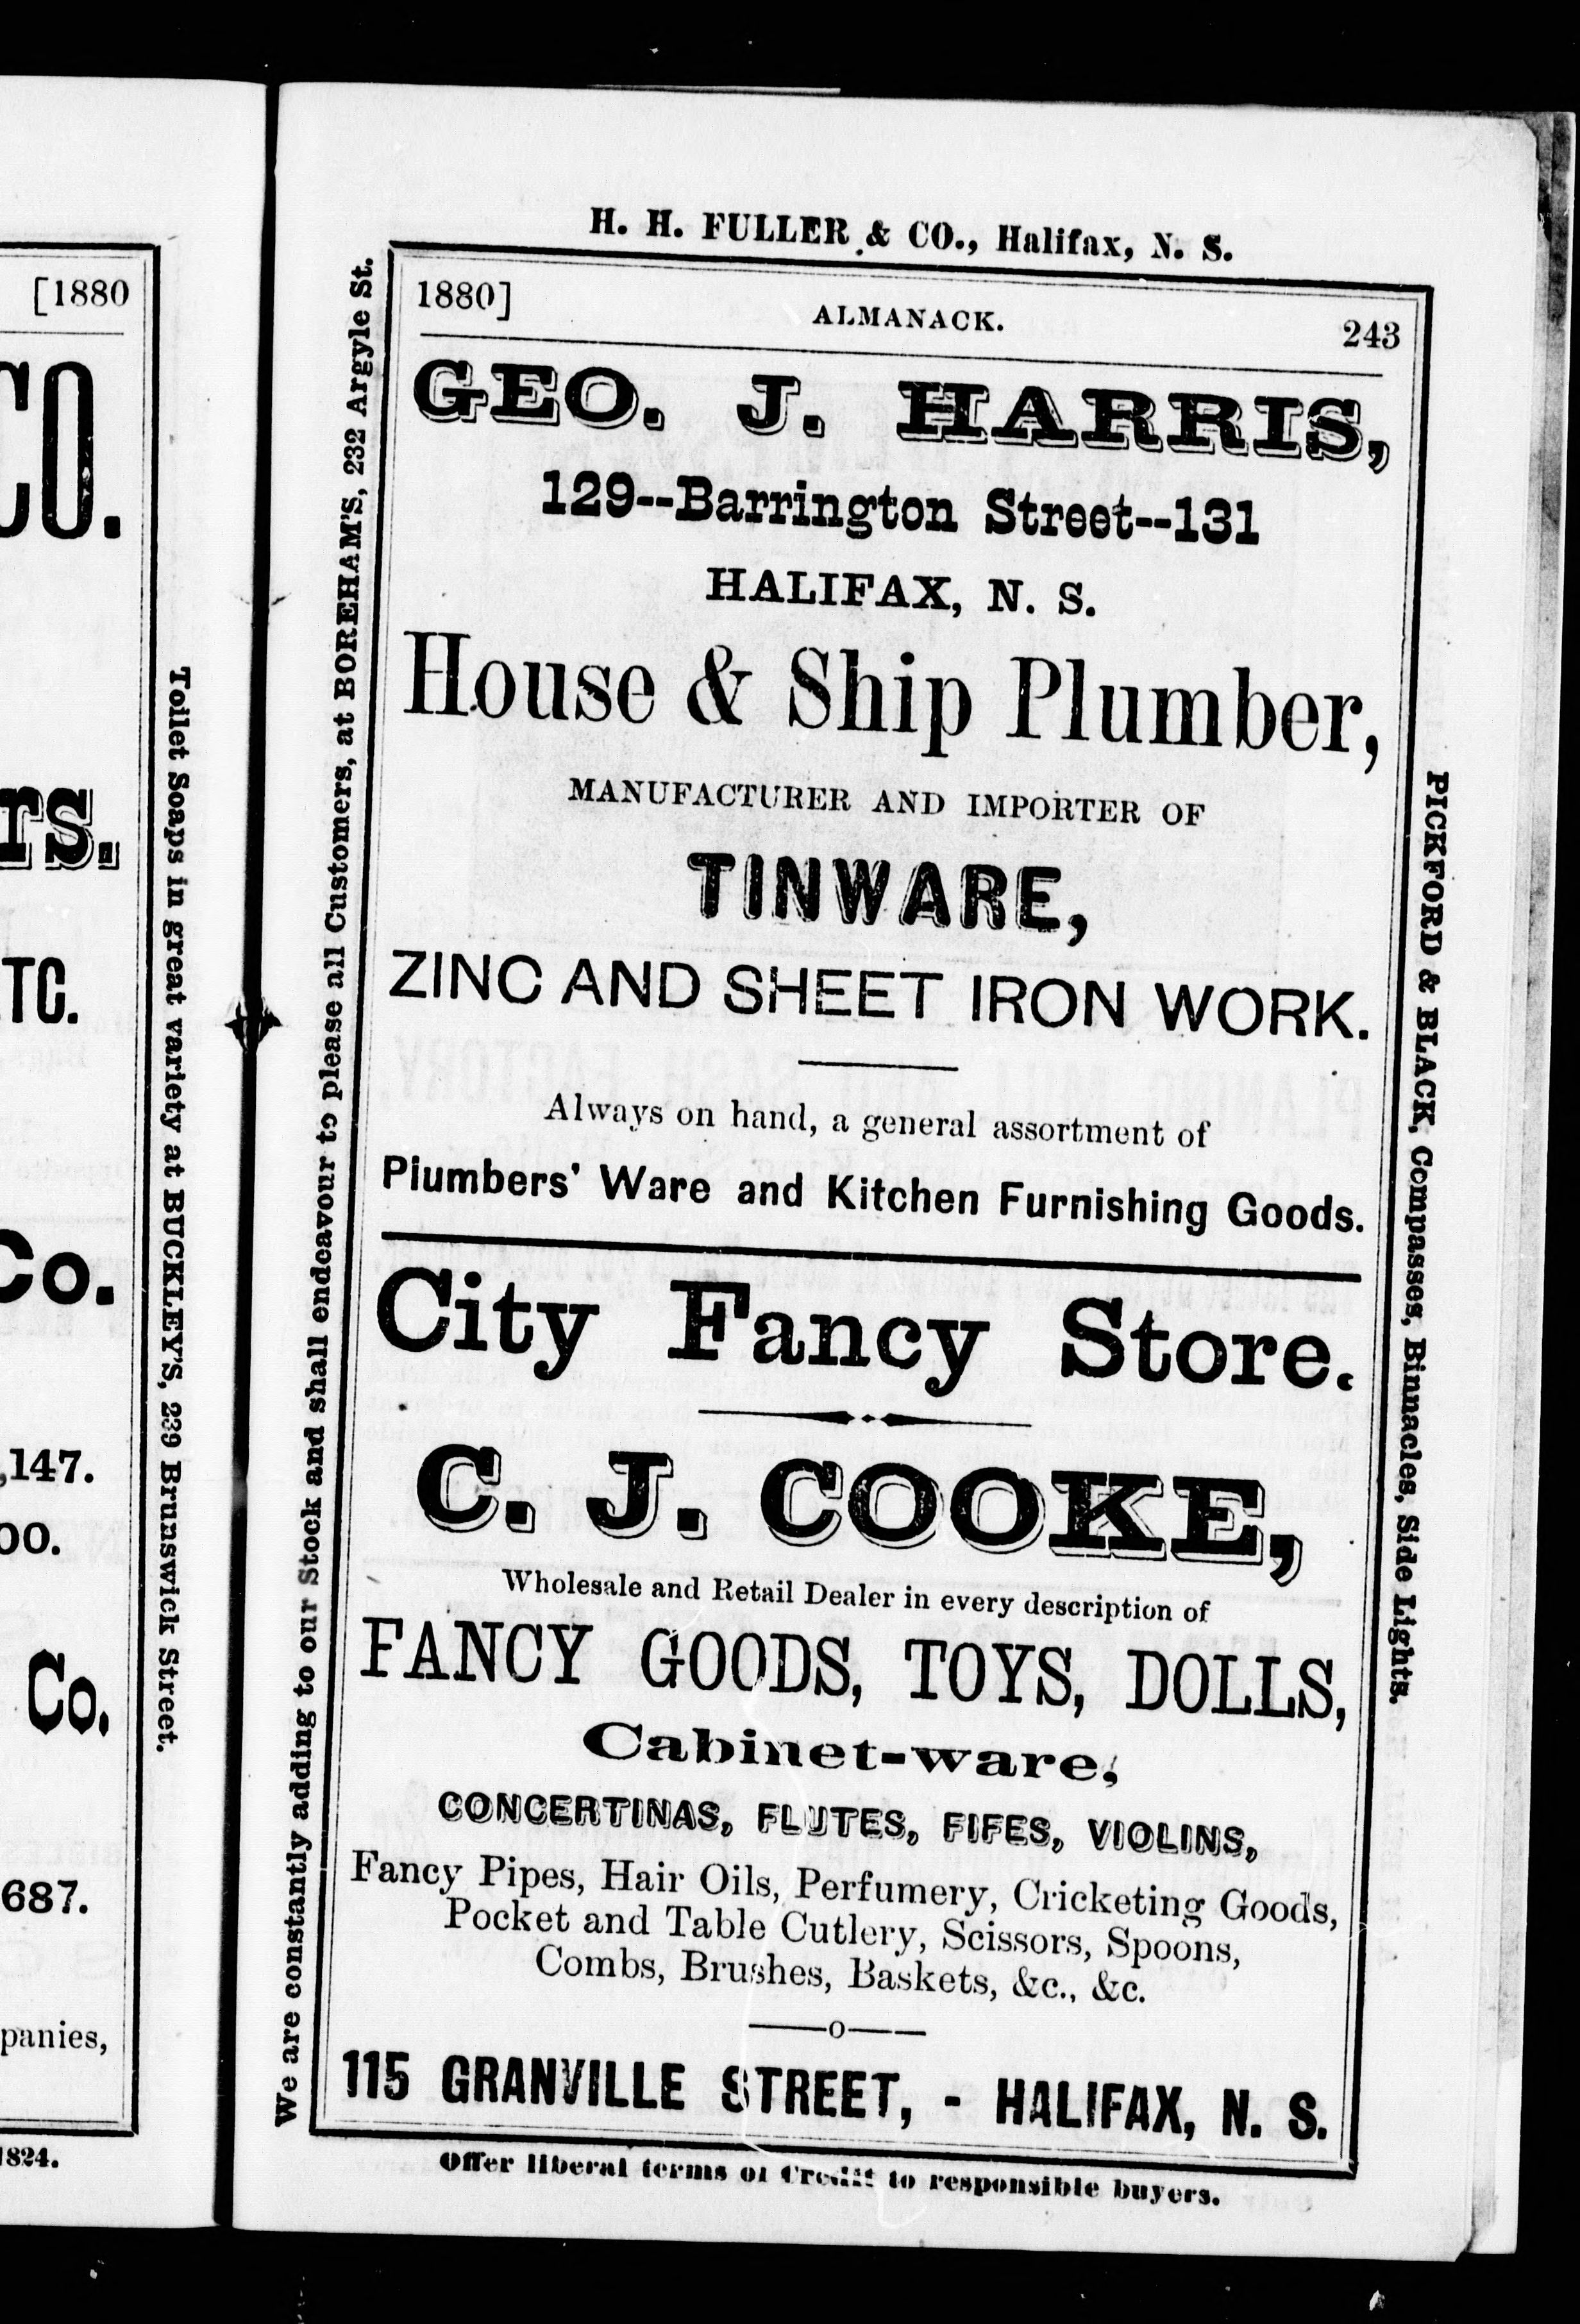 [1880
CO.
rs.
TC.
Co.
,147.
00.
Co.
687.
panies,
1824.
Toilet Soaps in great variety at BUCKLEY'S, 239 Brunswick Street.
We are constantly adding to our Stock and shall endeavour to please all Customers, at BOREHAM'S, 232 Argyle St.
H. H. FULLER & CO., Halifax, N. S.
1880] ALMANACK. 243
GEO. J. HARRIS,
129--Barrington Street--131
HALIFAX, N. S.
House & Ship Plumber,
MANUFACTURER AND IMPORTER OF
TINWARE,
ZINC AND SHEET IRON WORK.
Always on hand, a general assortment of
Plumbers' Ware and Kitchen Furnishing Goods.
City Fancy Store.
C. J. COOKE,
Wholesale and Retail Dealer in every description of
FANCY GOODS, TOYS, DOLLS,
Cabinet-ware,
CONCERTINAS, FLUTES, FIFES, VIOLINS,
Fancy Pipes, Hair Oils, Perfumery, Cricketing Goods,
Pocket and Table Cutlery, Scissors, Spoons,
Combs, Brushes, Baskets, &c., &c.
——o——
115 GRANVILLE STREET, - HALIFAX, N. S.
Offer liberal terms of Credit to responsible buyers.
PICKFORD & BLACK, Compasses, Binnacles, Side Lights.